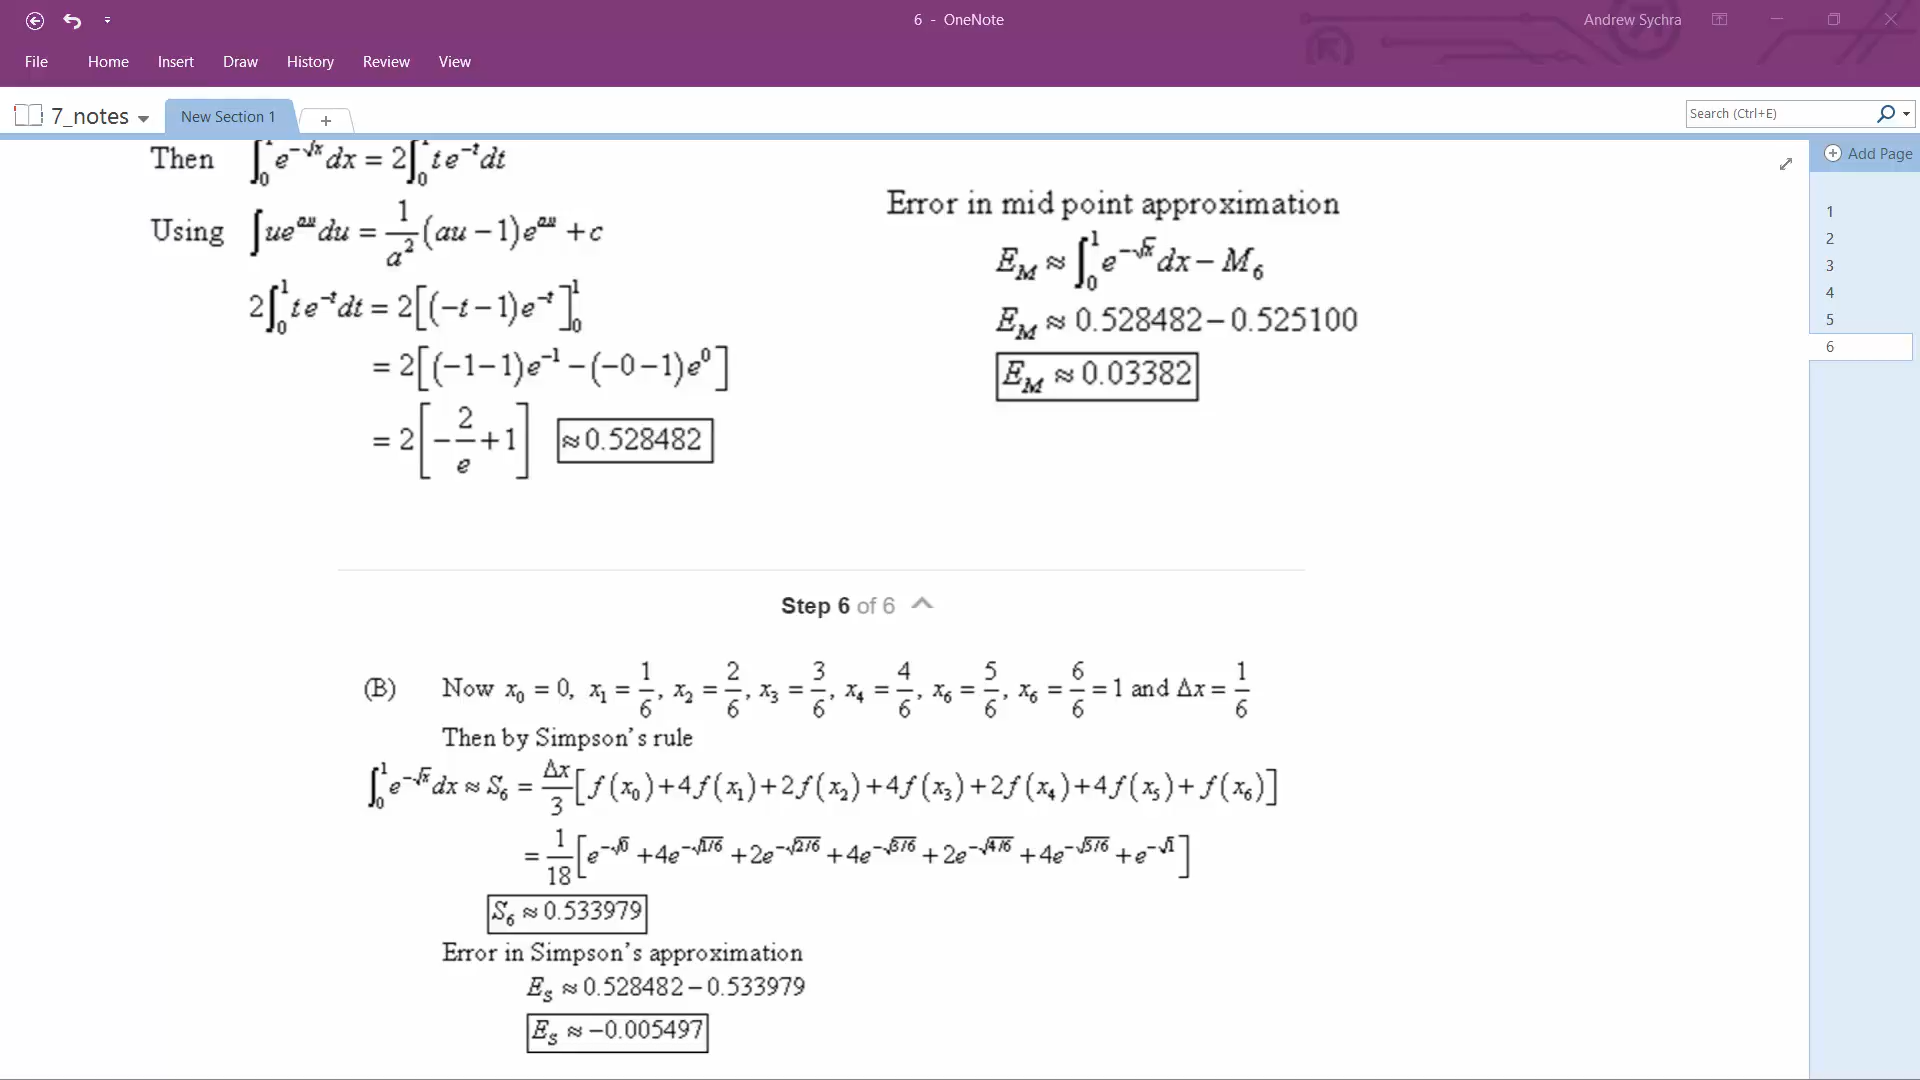 6 - OneNote
Andrew Sychra
File Home Insert Draw History Review View
7_notes
New Section 1
+
Search (Ctrl+E)
Add Page
1
2
3
4
5
6
Then ∫₀¹ e^{-√x} dx = 2∫₀¹ t e^{-t} dt
Using ∫ ue^{au} du = 1/a² (au − 1) e^{au} + c
2∫₀¹ t e^{-t} dt = 2[(−t − 1) e^{-t}]₀¹
= 2[(−1 − 1) e^{-1} − (−0 − 1) e⁰]
= 2[−2/e + 1] ≈ 0.528482
Error in mid point approximation
E_M ≈ ∫₀¹ e^{-√x} dx − M₆
E_M ≈ 0.528482 − 0.525100
E_M ≈ 0.03382
Step 6 of 6
(B) Now x₀ = 0, x₁ = 1/6, x₂ = 2/6, x₃ = 3/6, x₄ = 4/6, x₆ = 5/6, x₆ = 6/6 = 1 and Δx = 1/6
Then by Simpson's rule
∫₀¹ e^{-√x} dx ≈ S₆ = Δx/3 [f(x₀) + 4f(x₁) + 2f(x₂) + 4f(x₃) + 2f(x₄) + 4f(x₅) + f(x₆)]
= 1/18 [e^{-√0} + 4e^{-√1/6} + 2e^{-√2/6} + 4e^{-√3/6} + 2e^{-√4/6} + 4e^{-√5/6} + e^{-√1}]
S₆ ≈ 0.533979
Error in Simpson's approximation
E_S ≈ 0.528482 − 0.533979
E_S ≈ −0.005497